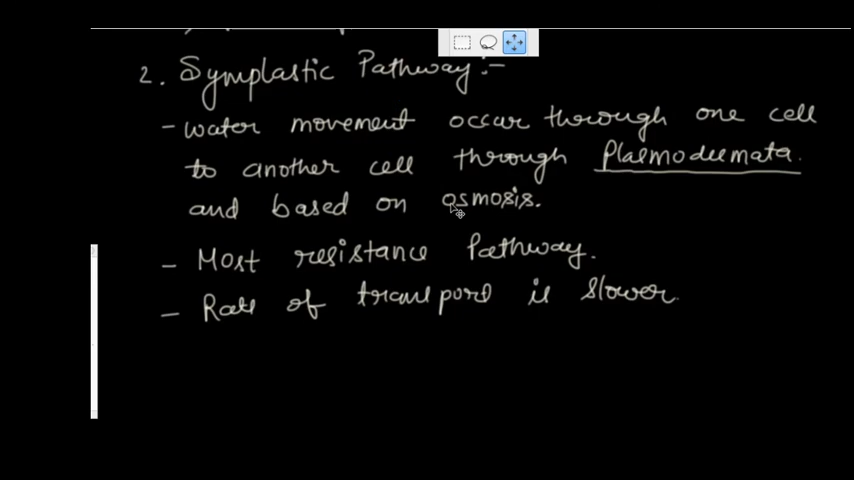 2. Symplastic Pathway:-
- water movement occur through one cell
to another cell through Plasmodesmata.
and based on osmosis.
- Most resistance Pathway.
- Rate of transport is slower.